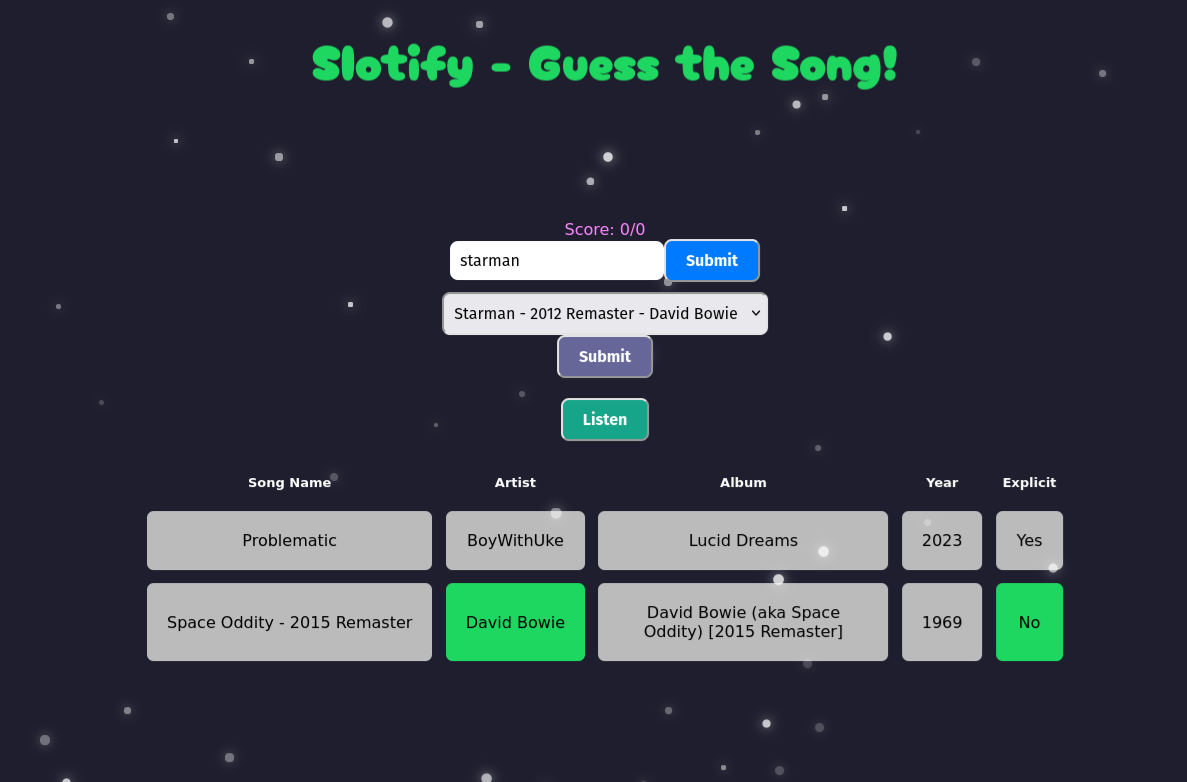 Slotify - Guess the Song!
Score: 0/0
starman Submit
Starman - 2012 Remaster - David Bowie
Submit
Listen
Song Name Artist Album Year Explicit
Problematic BoyWithUke Lucid Dreams 2023 Yes
Space Oddity - 2015 Remaster David Bowie David Bowie (aka Space Oddity) [2015 Remaster] 1969 No